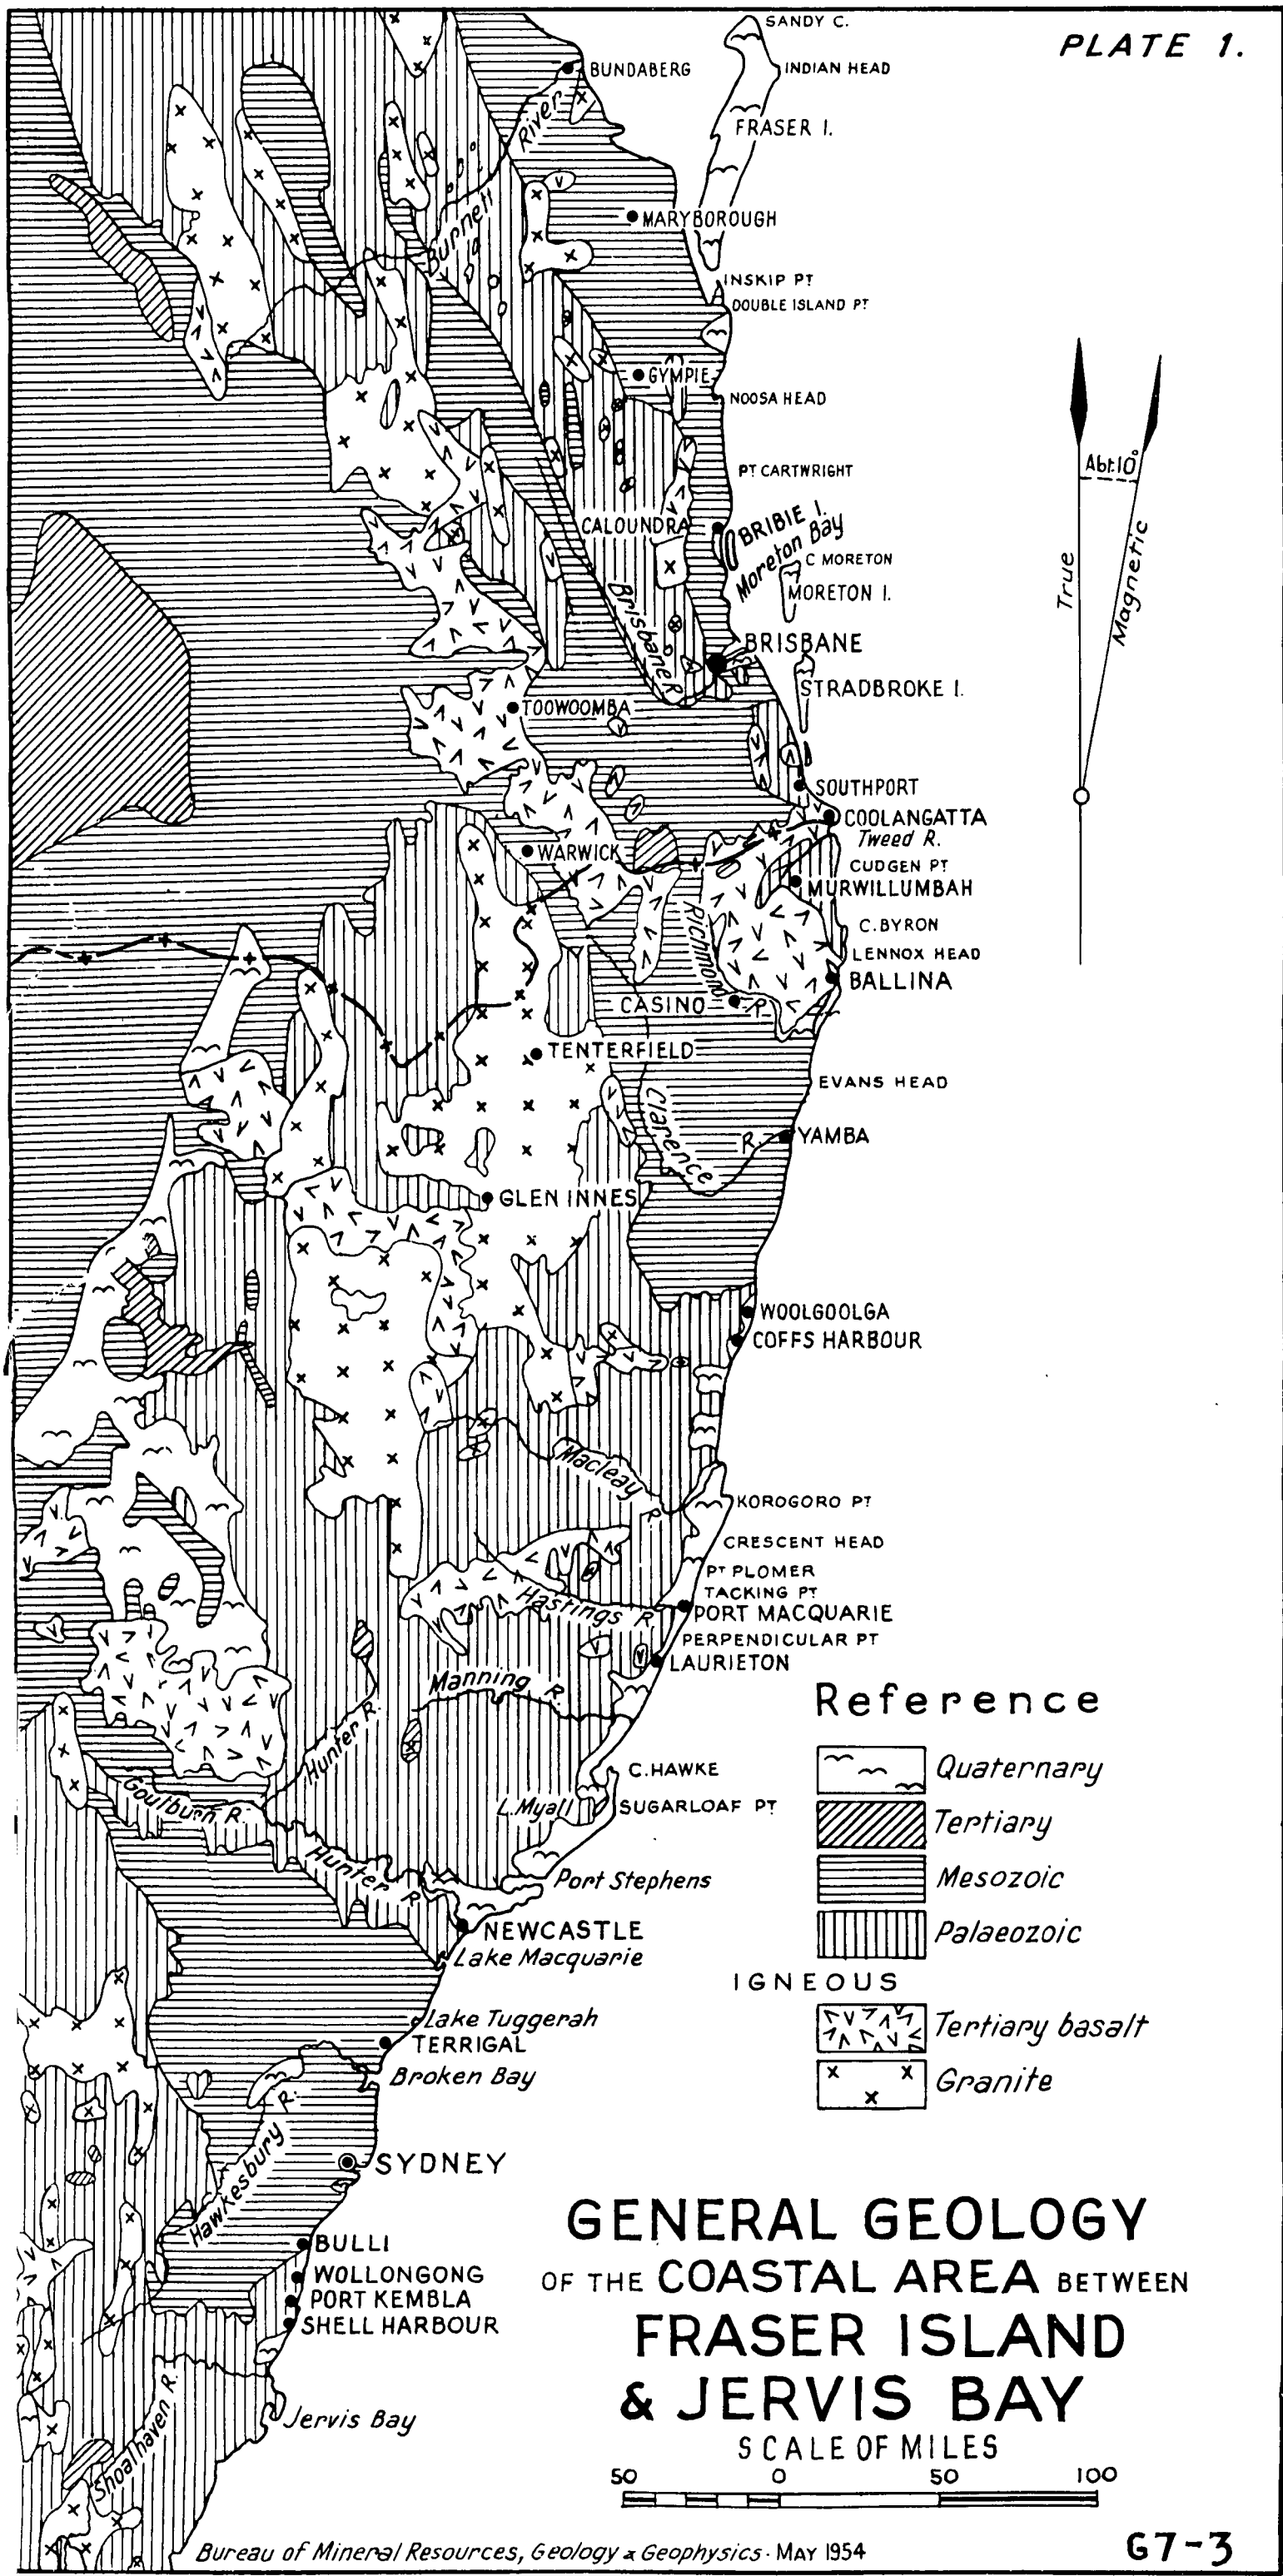 PLATE 1.
SANDY C.
BUNDABERG
INDIAN HEAD
River
FRASER I.
Burnett
MARYBOROUGH
INSKIP PT
DOUBLE ISLAND PT
GYMPIE
NOOSA HEAD
PT CARTWRIGHT
Abt.10°
CALOUNDRA
BRIBIE I.
Moreton Bay
C MORETON
MORETON I.
True
Magnetic
Brisbane R.
BRISBANE
STRADBROKE I.
TOOWOOMBA
SOUTHPORT
COOLANGATTA
Tweed R.
WARWICK
CUDGEN PT
MURWILLUMBAH
Richmond
R.
C. BYRON
LENNOX HEAD
BALLINA
CASINO
TENTERFIELD
EVANS HEAD
Clarence
R.
YAMBA
GLEN INNES
WOOLGOOLGA
COFFS HARBOUR
Macleay
R.
KOROGORO PT
CRESCENT HEAD
PT PLOMER
TACKING PT
Hastings R.
PORT MACQUARIE
PERPENDICULAR PT
LAURIETON
Manning R.
Hunter R.
C. HAWKE
L. Myall
SUGARLOAF PT
Goulburn R.
Hunter R.
Port Stephens
NEWCASTLE
Lake Macquarie
Lake Tuggerah
TERRIGAL
Broken Bay
Hawkesbury R.
SYDNEY
BULLI
WOLLONGONG
PORT KEMBLA
SHELL HARBOUR
Shoalhaven R.
Jervis Bay
Reference
Quaternary
Tertiary
Mesozoic
Palaeozoic
IGNEOUS
Tertiary basalt
Granite
GENERAL GEOLOGY
OF THE COASTAL AREA BETWEEN
FRASER ISLAND
& JERVIS BAY
SCALE OF MILES
50 0 50 100
Bureau of Mineral Resources, Geology & Geophysics. MAY 1954
G7-3